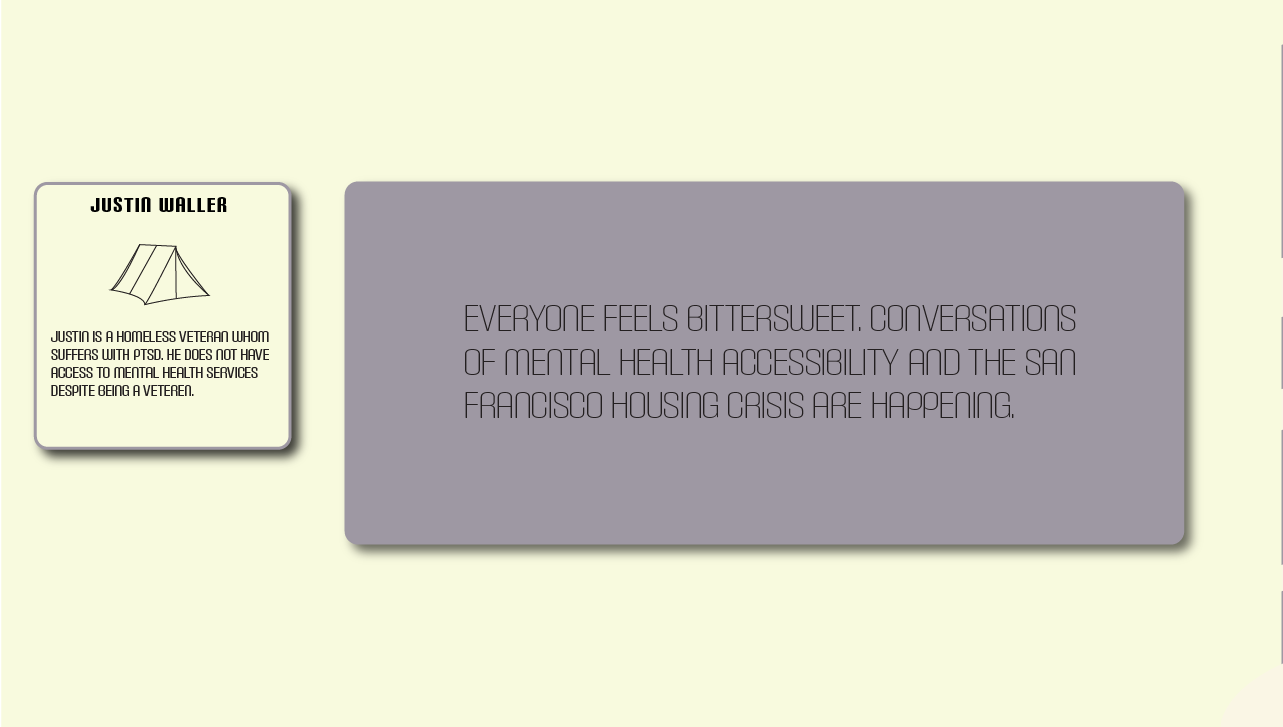 JUSTIN WALLER
JUSTIN IS A HOMELESS VETERAN WHOM
SUFFERS WITH PTSD. HE DOES NOT HAVE
ACCESS TO MENTAL HEALTH SERVICES
DESPITE BEING A VETEREN.
EVERYONE FEELS BITTERSWEET. CONVERSATIONS
OF MENTAL HEALTH ACCESSIBILITY AND THE SAN
FRANCISCO HOUSING CRISIS ARE HAPPENING.